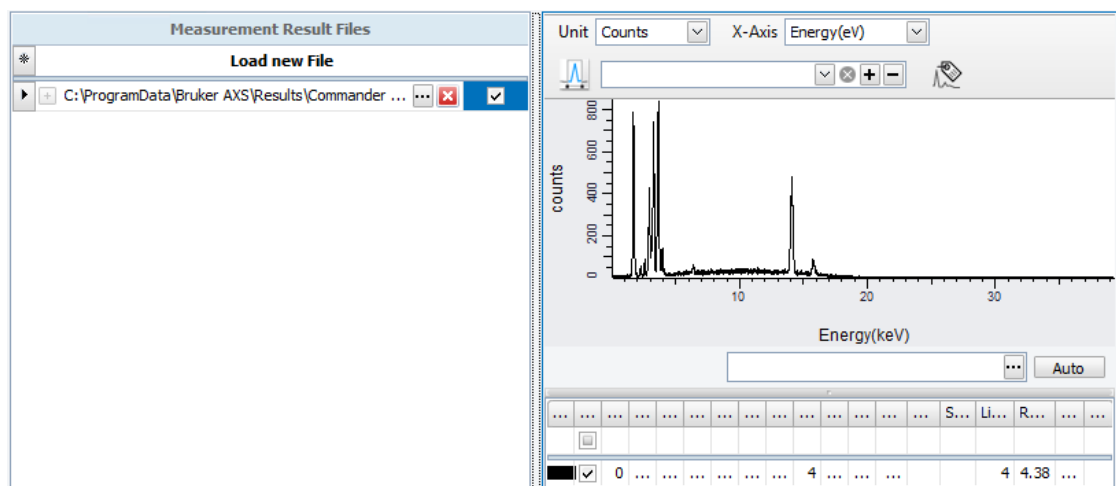 Measurement Result Files
Load new File
C:\ProgramData\Bruker AXS\Results\Commander ... ...
Unit Counts X-Axis Energy(eV)
counts
800
600
400
200
0
10 20 30
Energy(keV)
... Auto
... ... ... ... ... ... ... ... ... ... ... ... ... ... S... Li... R... ... ...
0 ... ... ... ... ... ... 4 ... ... ... 4 4.38 ...